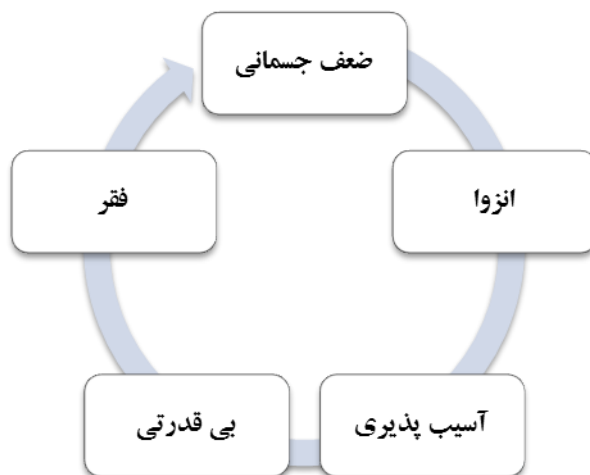 ضعف جسمانی
انزوا
آسیب پذیری
بی قدرتی
فقر